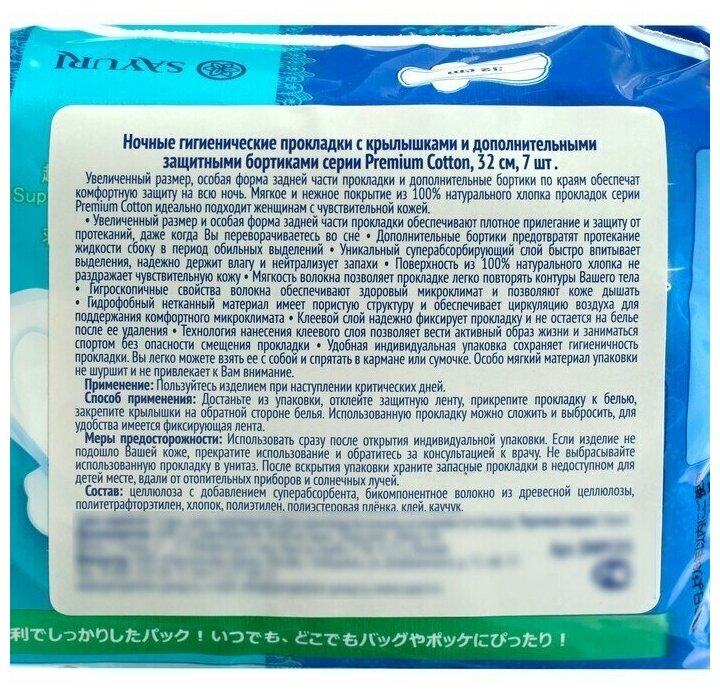 SAYURI
32 cm
Super
Ночные гигиенические прокладки с крылышками и дополнительными
защитными бортиками серии Premium Cotton, 32 см, 7 шт.
Увеличенный размер, особая форма задней части прокладки и дополнительные бортики по краям обеспечат
комфортную защиту на всю ночь. Мягкое и нежное покрытие из 100% натурального хлопка прокладок серии
Premium Cotton идеально подходит женщинам с чувствительной кожей.
• Увеличенный размер и особая форма задней части прокладки обеспечивают плотное прилегание и защиту от
протеканий, даже когда Вы переворачиваетесь во сне • Дополнительные бортики предотвратят протекание
жидкости сбоку в период обильных выделений • Уникальный суперабсорбирующий слой быстро впитывает
выделения, надежно держит влагу и нейтрализует запахи • Поверхность из 100% натурального хлопка не
раздражает чувствительную кожу • Мягкость волокна позволяет прокладке легко повторять контуры Вашего тела
• Гигроскопичные свойства волокна обеспечивают здоровый микроклимат и позволяют коже дышать
• Гидрофобный нетканный материал имеет пористую структуру и обеспечивает циркуляцию воздуха для
поддержания комфортного микроклимата • Клеевой слой надежно фиксирует прокладку и не остается на белье
после ее удаления • Технология нанесения клеевого слоя позволяет вести активный образ жизни и заниматься
спортом без опасности смещения прокладки • Удобная индивидуальная упаковка сохраняет гигиеничность
прокладки. Вы легко можете взять ее с собой и спрятать в кармане или сумочке. Особо мягкий материал упаковки
не шуршит и не привлекает к Вам внимание.
Применение: Пользуйтесь изделием при наступлении критических дней.
Способ применения: Достаньте из упаковки, отклейте защитную ленту, прикрепите прокладку к белью,
закрепите крылышки на обратной стороне белья. Использованную прокладку можно сложить и выбросить, для
удобства имеется фиксирующая лента.
Меры предосторожности: Использовать сразу после открытия индивидуальной упаковки. Если изделие не
подошло Вашей коже, прекратите использование и обратитесь за консультацией к врачу. Не выбрасывайте
использованную прокладку в унитаз. После вскрытия упаковки храните запасные прокладки в недоступном для
детей месте, вдали от отопительных приборов и солнечных лучей.
Состав: целлюлоза с добавлением суперабсорбента, бикомпонентное волокно из древесной целлюлозы,
политетрафторэтилен, хлопок, полиэтилен, полиэстеровая плёнка, клей, каучук.
利でしっかりしたパック！いつでも、どこでもバッグやポッケにぴったり！